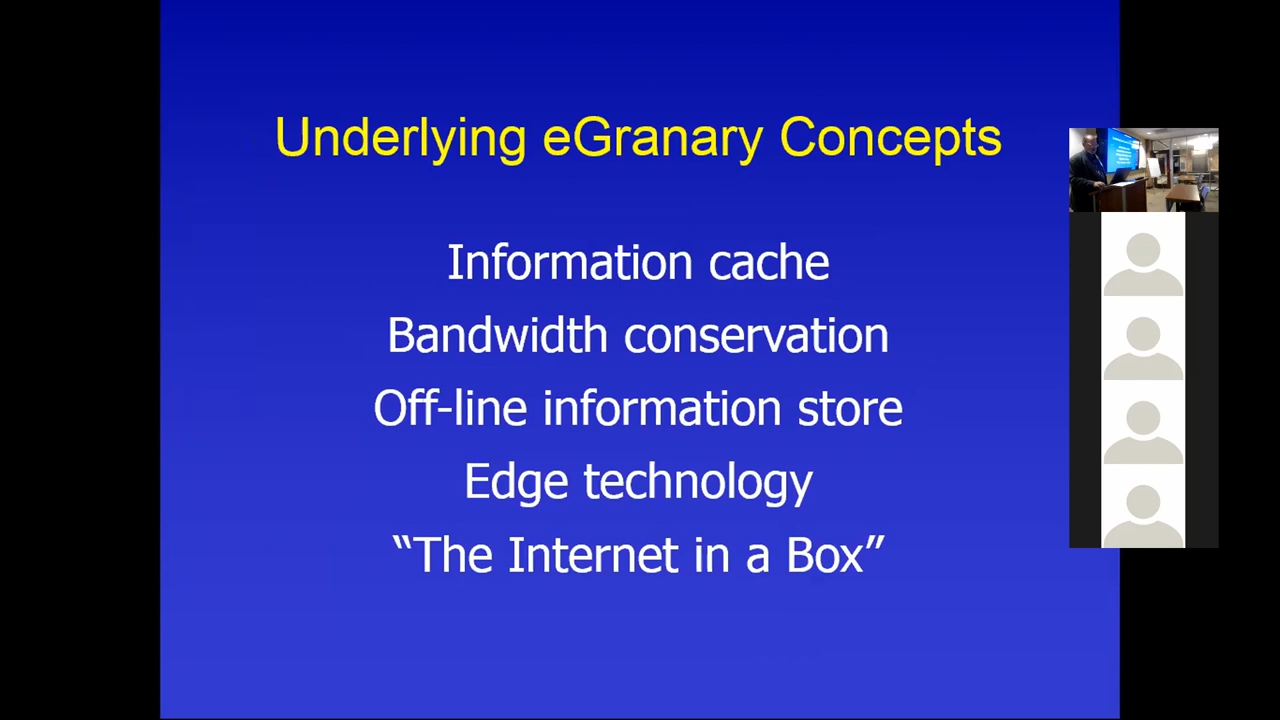 Underlying eGranary Concepts
Information cache
Bandwidth conservation
Off-line information store
Edge technology
“The Internet in a Box”